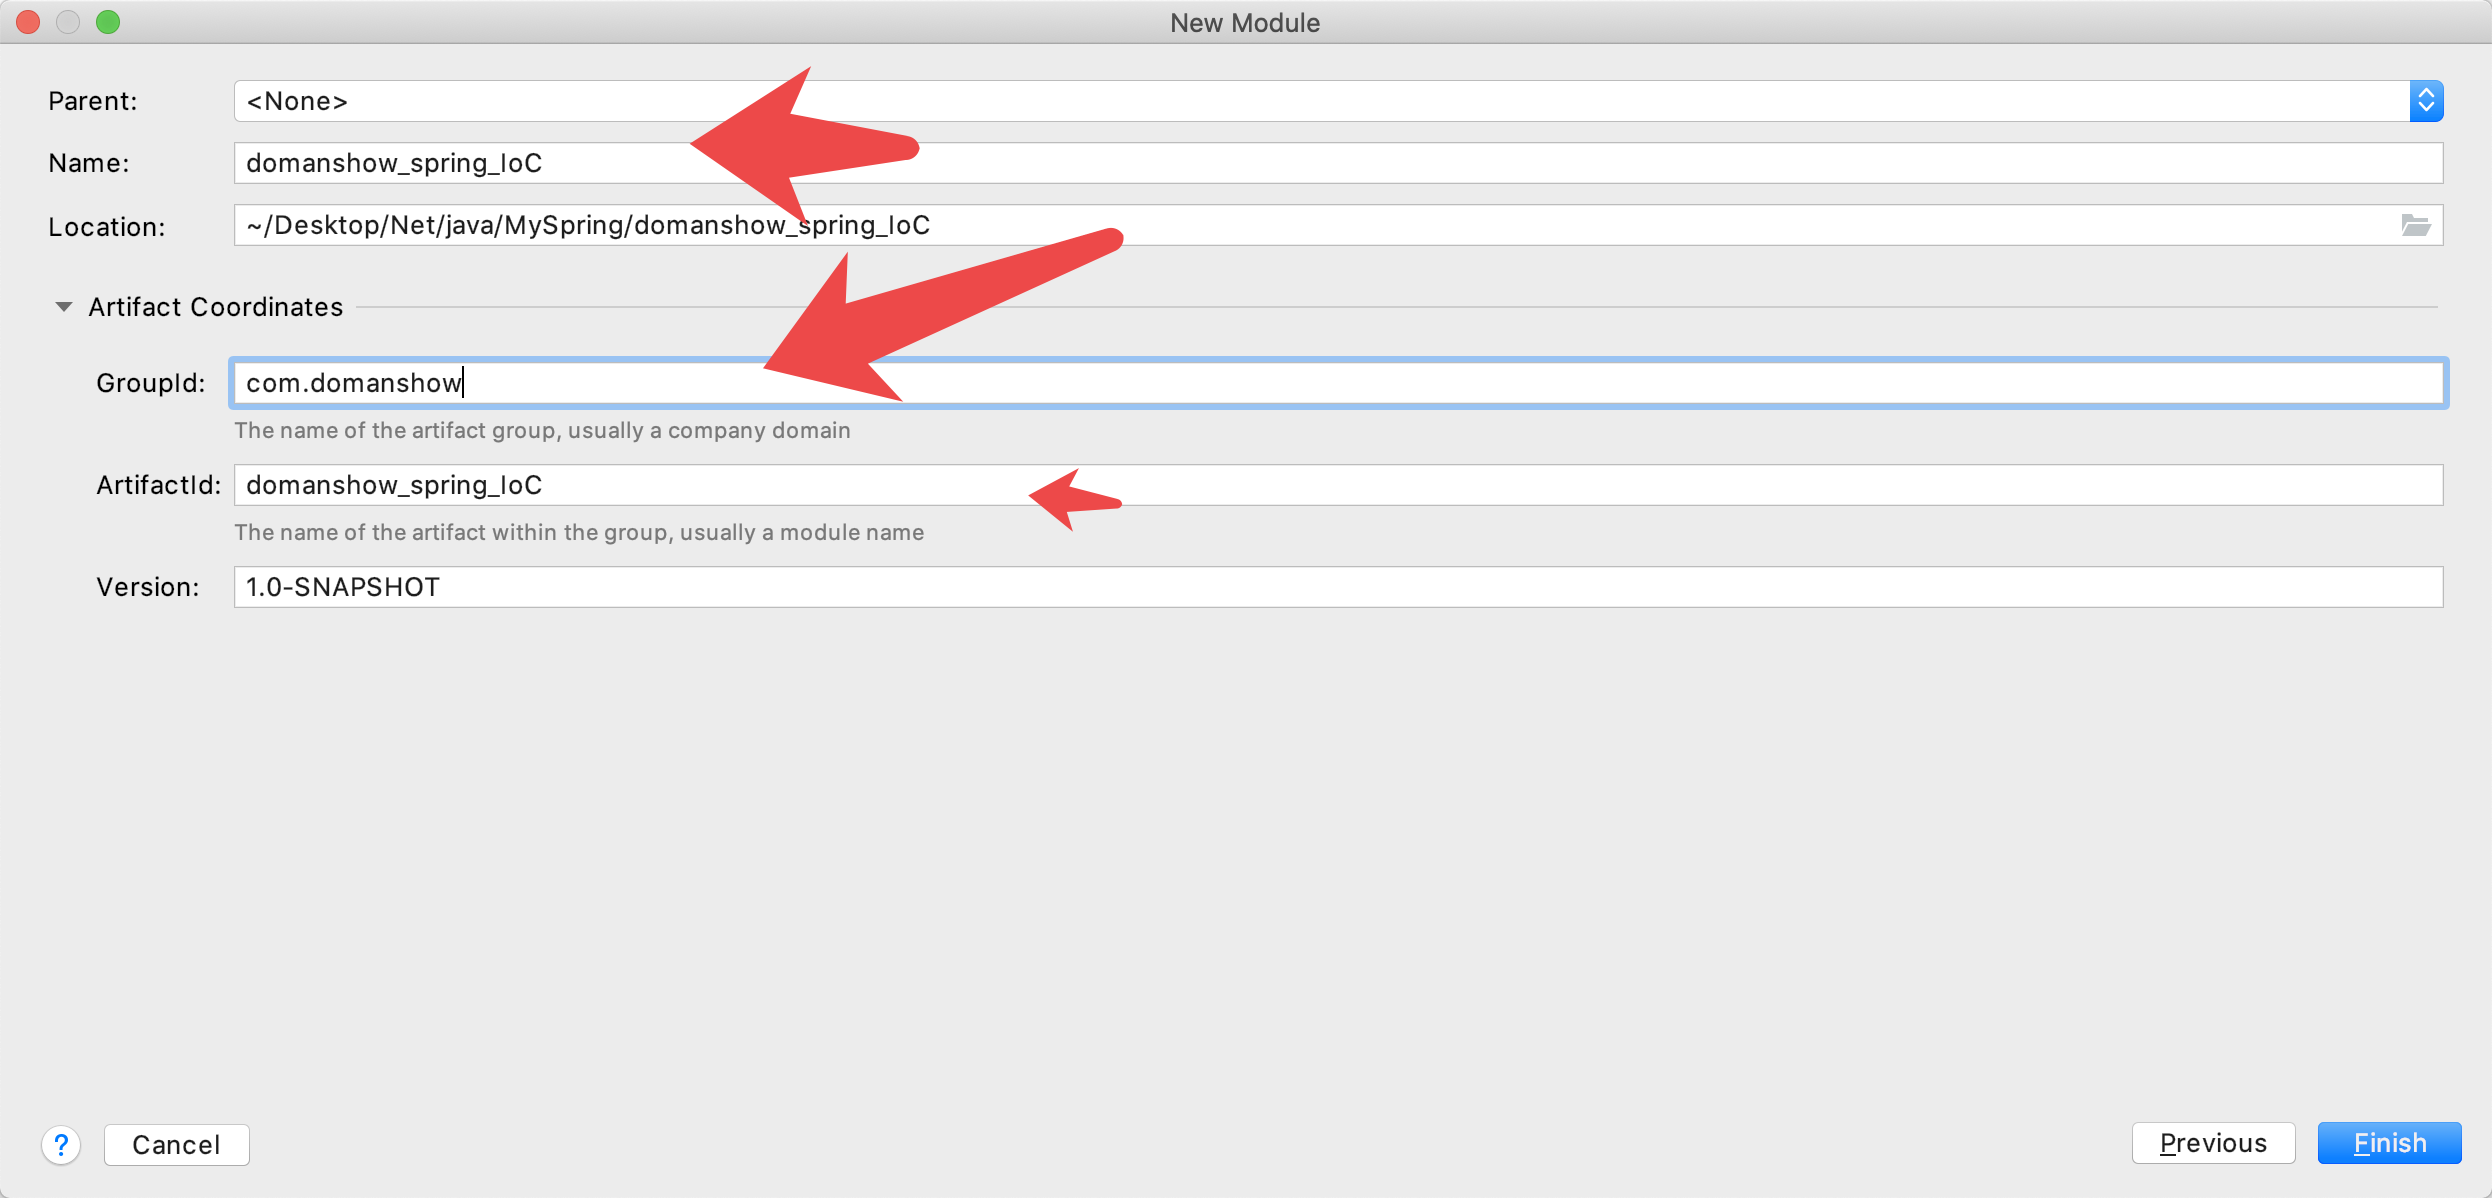 New Module
Parent: <None>
Name: domanshow_spring_IoC
Location: ~/Desktop/Net/java/MySpring/domanshow_spring_IoC
Artifact Coordinates
GroupId: com.domanshow
The name of the artifact group, usually a company domain
ArtifactId: domanshow_spring_IoC
The name of the artifact within the group, usually a module name
Version: 1.0-SNAPSHOT
? Cancel Previous Finish